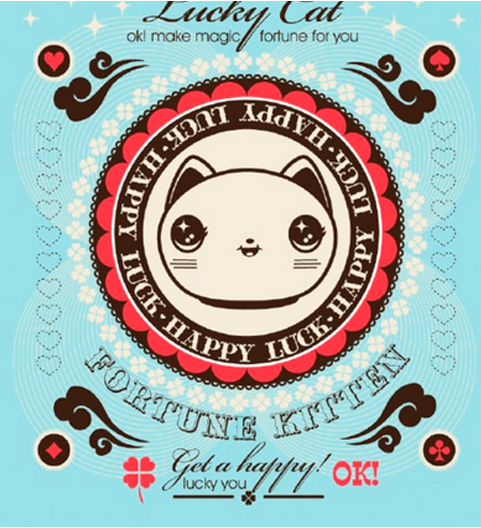 Lucky Cat
ok! make magic fortune for you
HAPPY LUCK · HAPPY LUCK · HAPPY LUCK · HAPPY LUCK ·
FORTUNE KITTEN
Get a happy!
lucky you
OK!